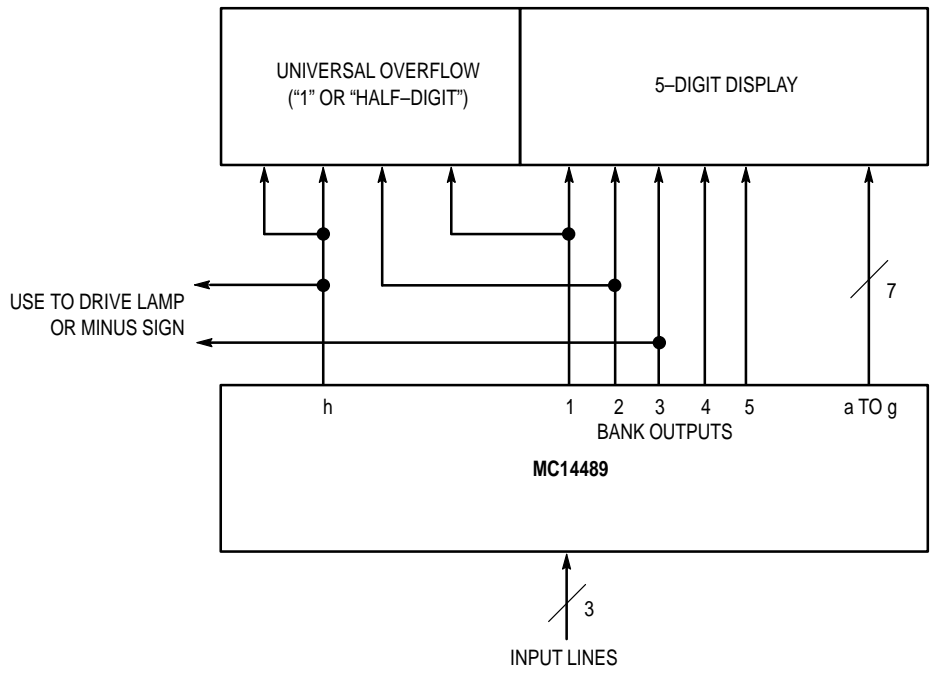 UNIVERSAL OVERFLOW
(“1” OR “HALF–DIGIT”)
5–DIGIT DISPLAY
USE TO DRIVE LAMP
OR MINUS SIGN
7
h
1 2 3 4 5
a TO g
BANK OUTPUTS
MC14489
3
INPUT LINES